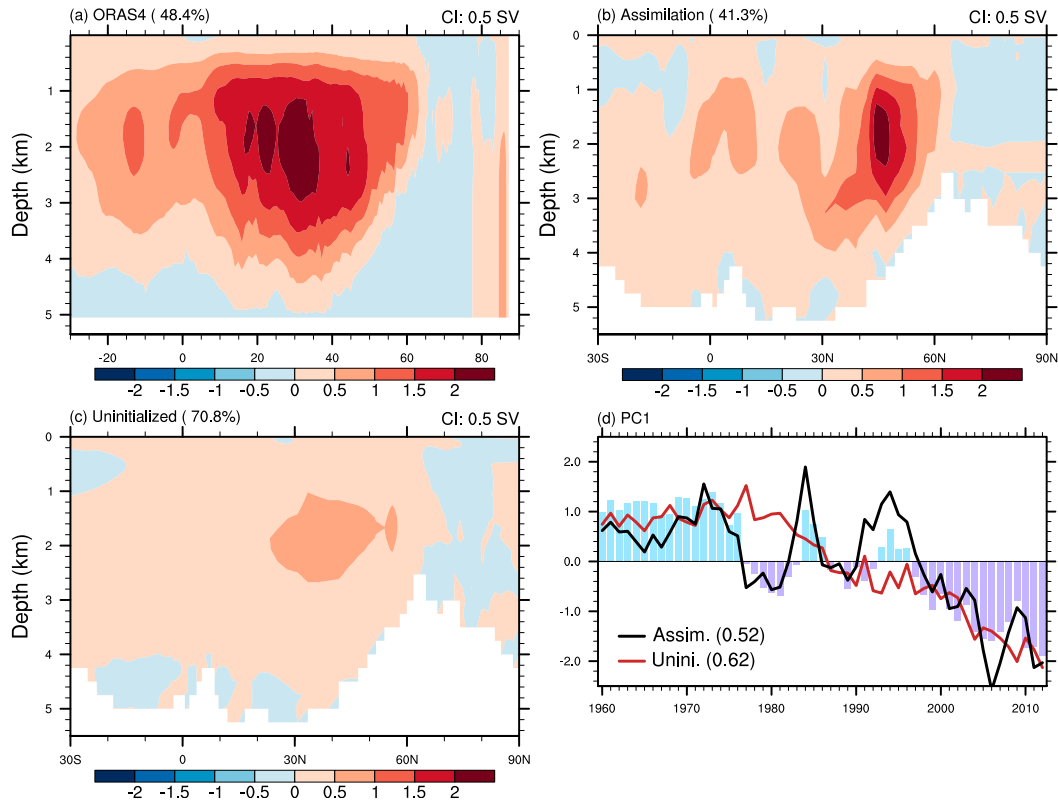 (a) ORAS4 ( 48.4%) CI: 0.5 SV
Depth (km)
1
2
3
4
5
-20 0 20 40 60 80
-2 -1.5 -1 -0.5 0 0.5 1 1.5 2
(b) Assimilation ( 41.3%) CI: 0.5 SV
Depth (km)
0
1
2
3
4
5
30S 0 30N 60N 90N
-2 -1.5 -1 -0.5 0 0.5 1 1.5 2
(c) Uninitialized ( 70.8%) CI: 0.5 SV
Depth (km)
0
1
2
3
4
5
30S 0 30N 60N 90N
-2 -1.5 -1 -0.5 0 0.5 1 1.5 2
(d) PC1
1960 1970 1980 1990 2000 2010
2.0
1.0
0.0
-1.0
-2.0
Assim. (0.52)
Unini. (0.62)
1960 1970 1980 1990 2000 2010